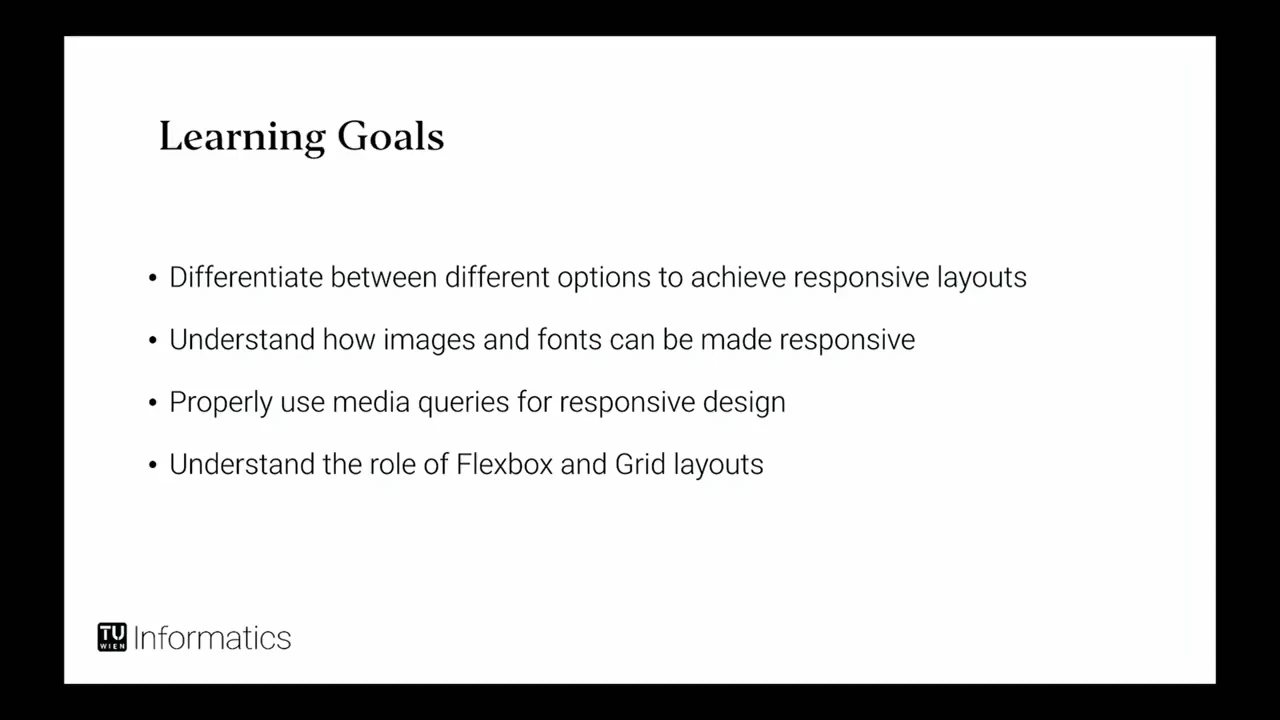 Learning Goals
• Differentiate between different options to achieve responsive layouts
• Understand how images and fonts can be made responsive
• Properly use media queries for responsive design
• Understand the role of Flexbox and Grid layouts
TU
WIEN
Informatics